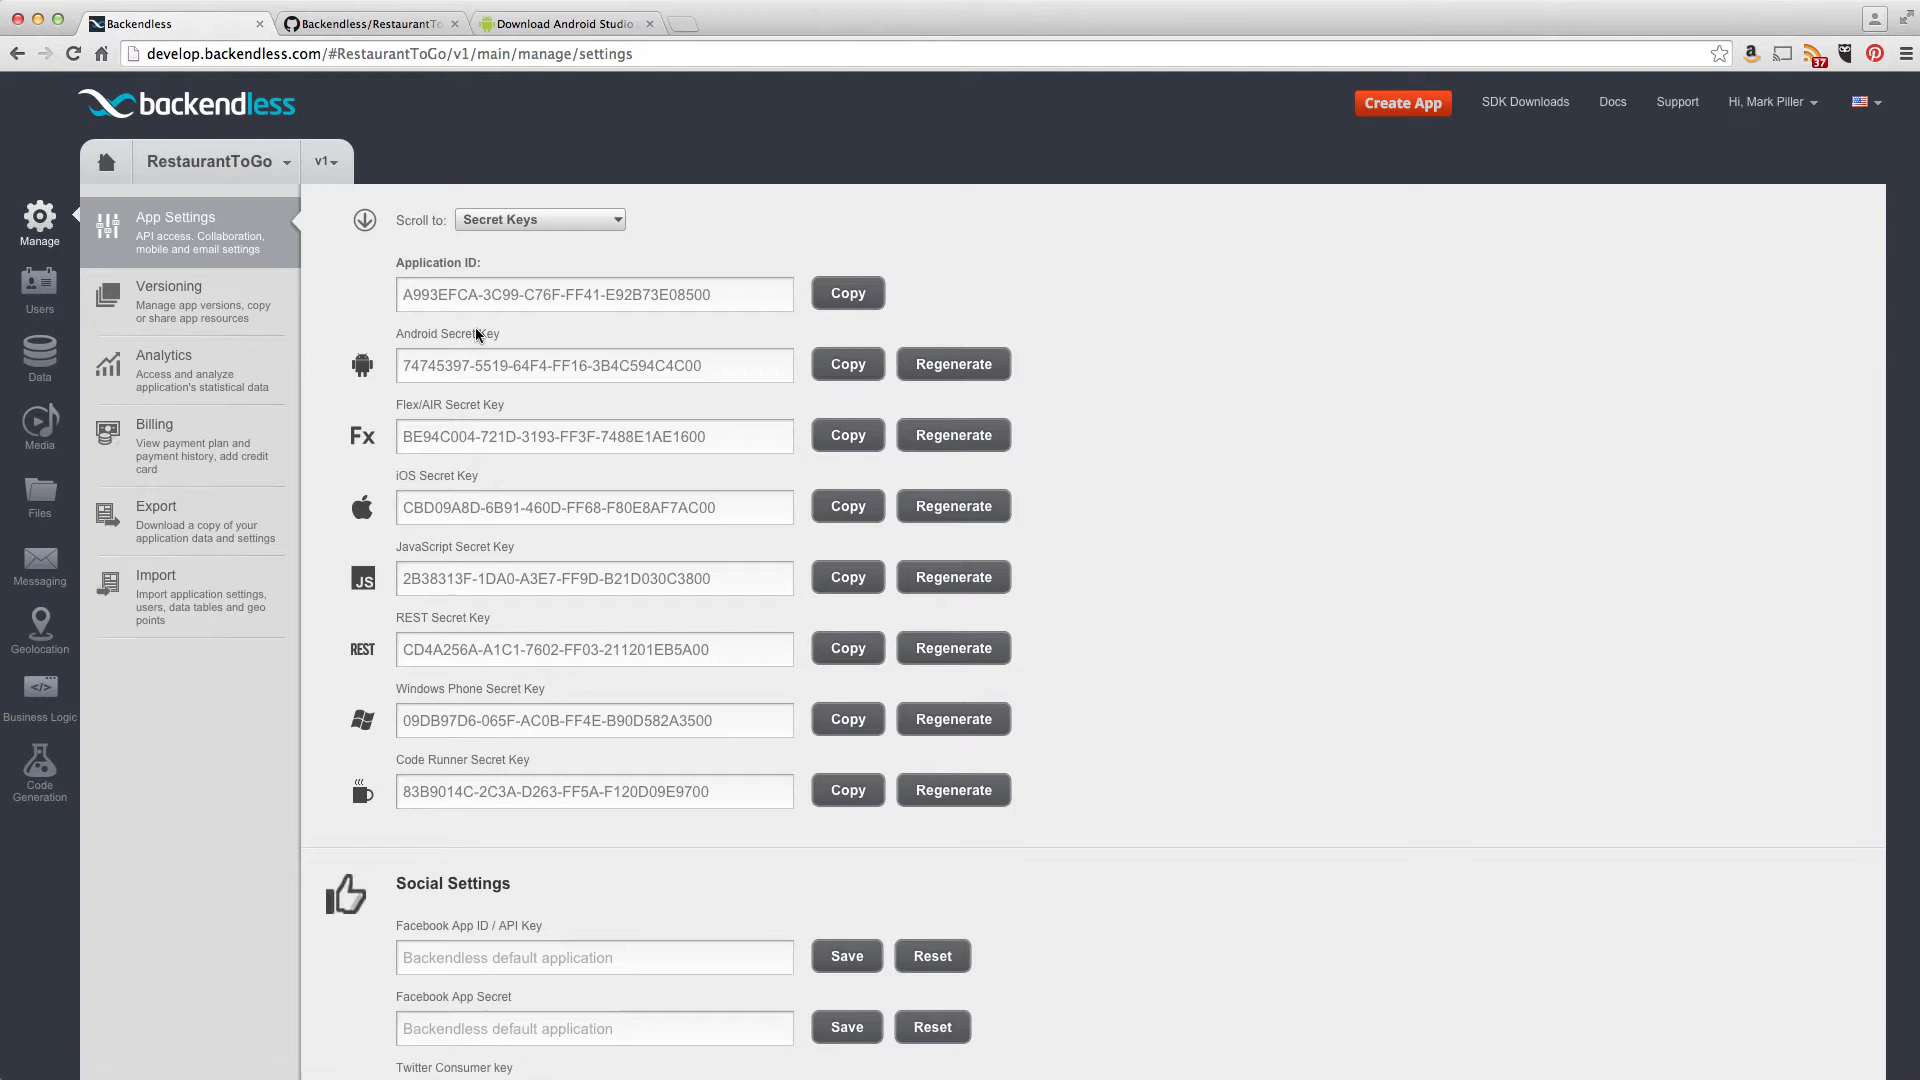 Backendless
Backendless/RestaurantTo
Download Android Studio
develop.backendless.com/#RestaurantToGo/v1/main/manage/settings
37
backendless
Create App
SDK Downloads
Docs
Support
Hi, Mark Piller
RestaurantToGo
v1
Manage
Users
Data
Media
Files
Messaging
Geolocation
</>
Business Logic
Code
Generation
App Settings
API access. Collaboration,
mobile and email settings
Versioning
Manage app versions, copy
or share app resources
Analytics
Access and analyze
application's statistical data
Billing
View payment plan and
payment history, add credit
card
Export
Download a copy of your
application data and settings
Import
Import application settings,
users, data tables and geo
points
Scroll to: Secret Keys
Application ID:
A993EFCA-3C99-C76F-FF41-E92B73E08500 Copy
Android Secret Key
74745397-5519-64F4-FF16-3B4C594C4C00 Copy Regenerate
Flex/AIR Secret Key
Fx BE94C004-721D-3193-FF3F-7488E1AE1600 Copy Regenerate
iOS Secret Key
CBD09A8D-6B91-460D-FF68-F80E8AF7AC00 Copy Regenerate
JavaScript Secret Key
JS 2B38313F-1DA0-A3E7-FF9D-B21D030C3800 Copy Regenerate
REST Secret Key
REST CD4A256A-A1C1-7602-FF03-211201EB5A00 Copy Regenerate
Windows Phone Secret Key
09DB97D6-065F-AC0B-FF4E-B90D582A3500 Copy Regenerate
Code Runner Secret Key
83B9014C-2C3A-D263-FF5A-F120D09E9700 Copy Regenerate
Social Settings
Facebook App ID / API Key
Backendless default application Save Reset
Facebook App Secret
Backendless default application Save Reset
Twitter Consumer key